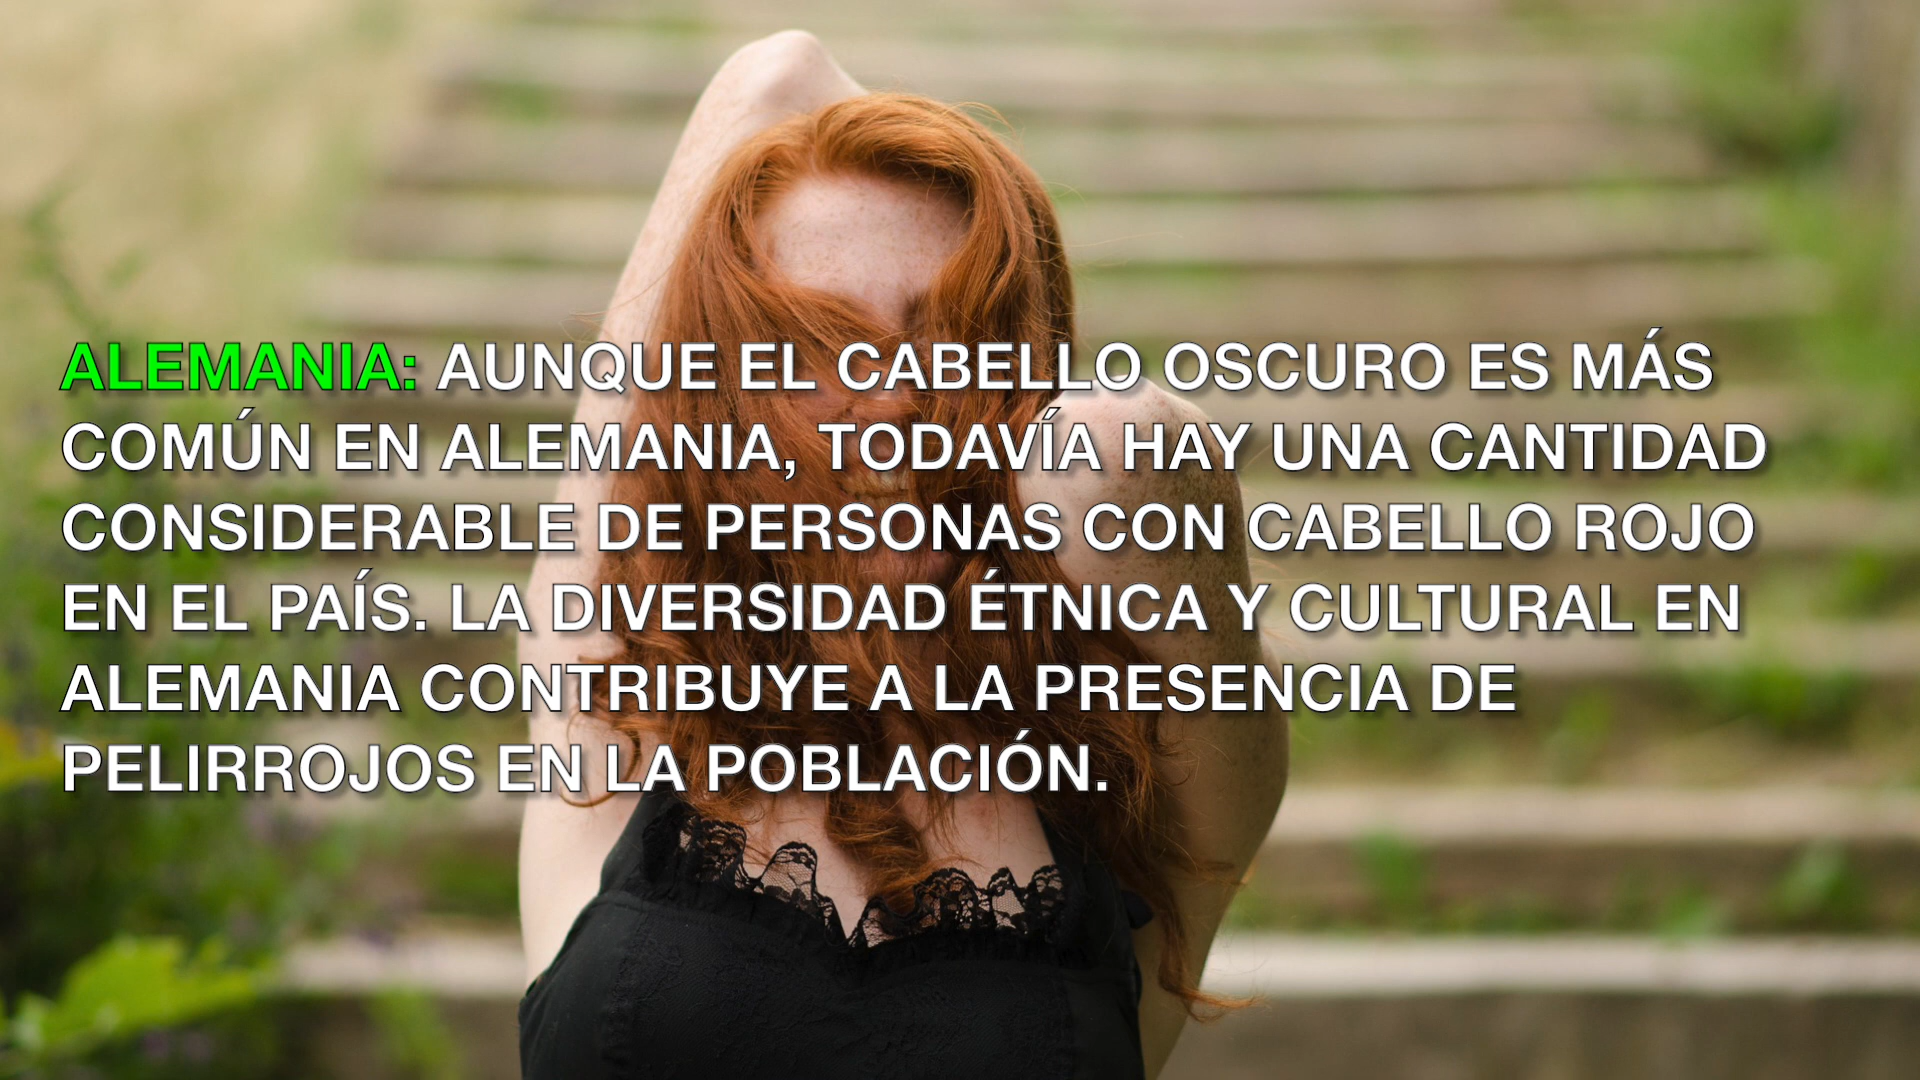 ALEMANIA: AUNQUE EL CABELLO OSCURO ES MÁS
COMÚN EN ALEMANIA, TODAVÍA HAY UNA CANTIDAD
CONSIDERABLE DE PERSONAS CON CABELLO ROJO
EN EL PAÍS. LA DIVERSIDAD ÉTNICA Y CULTURAL EN
ALEMANIA CONTRIBUYE A LA PRESENCIA DE
PELIRROJOS EN LA POBLACIÓN.